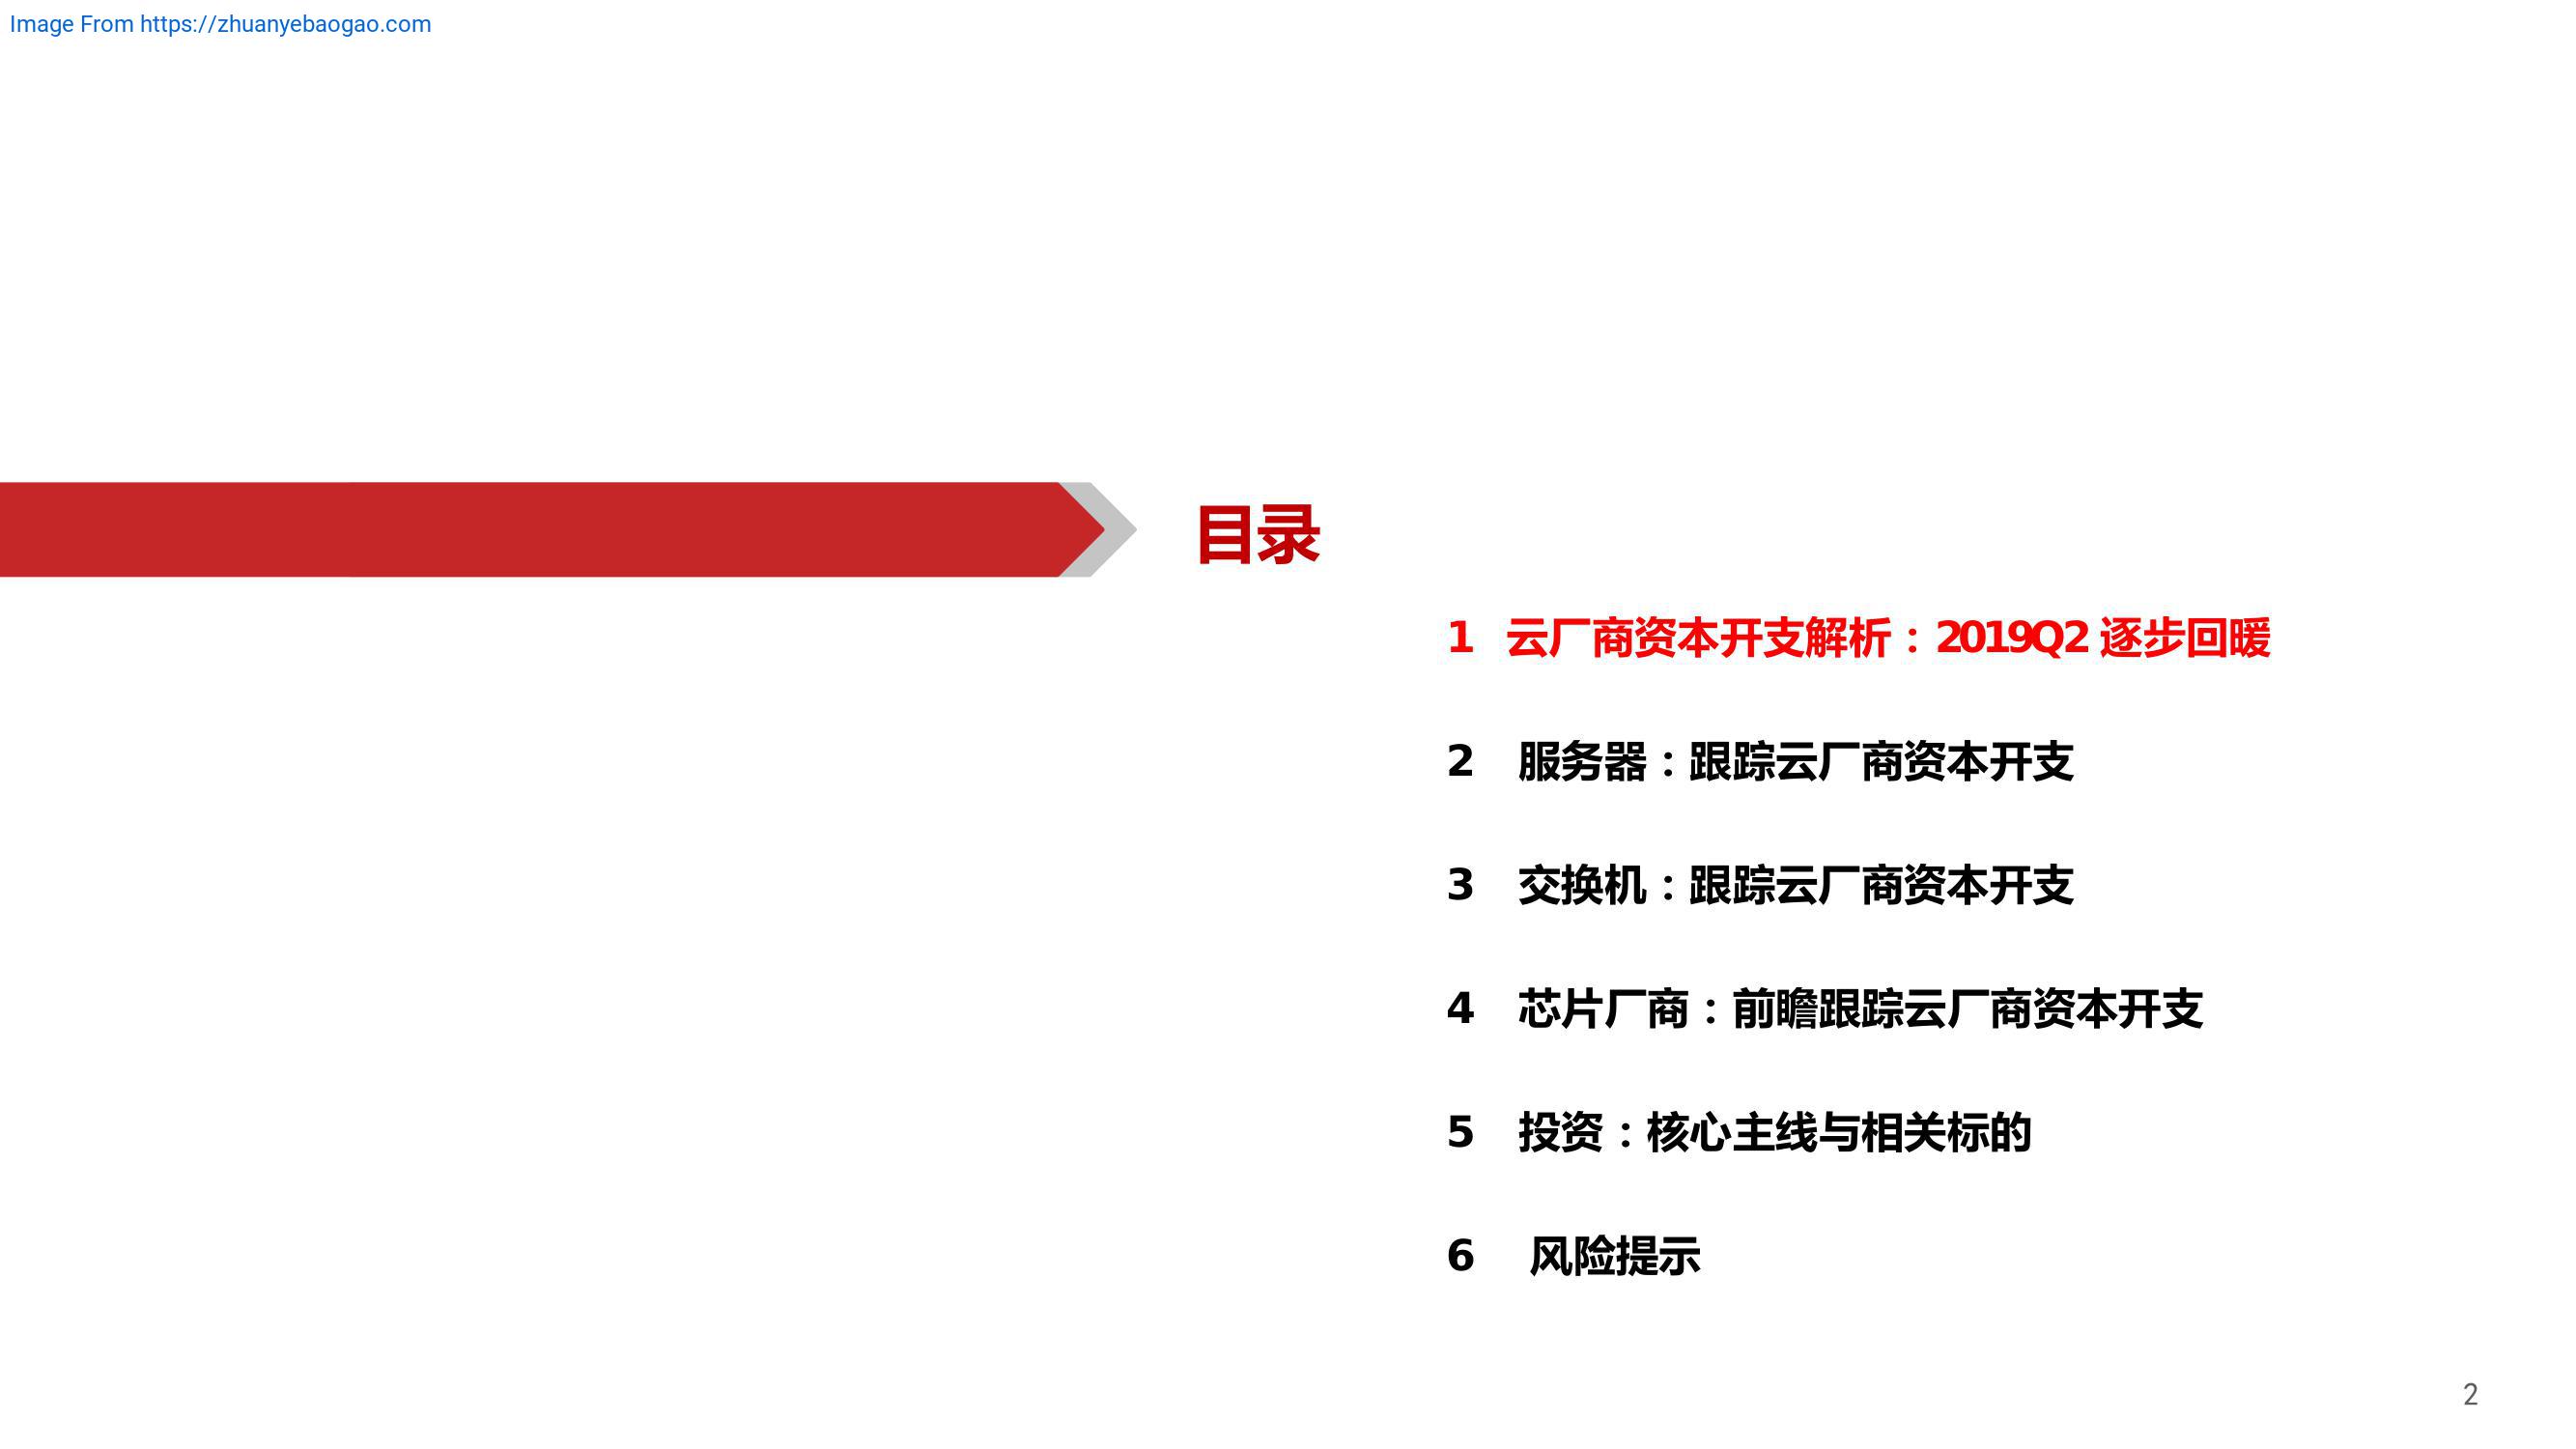 Image From https://zhuanyebaogao.com
目录
1 云厂商资本开支解析：2019Q2 逐步回暖
2 服务器：跟踪云厂商资本开支
3 交换机：跟踪云厂商资本开支
4 芯片厂商：前瞻跟踪云厂商资本开支
5 投资：核心主线与相关标的
6 风险提示
2